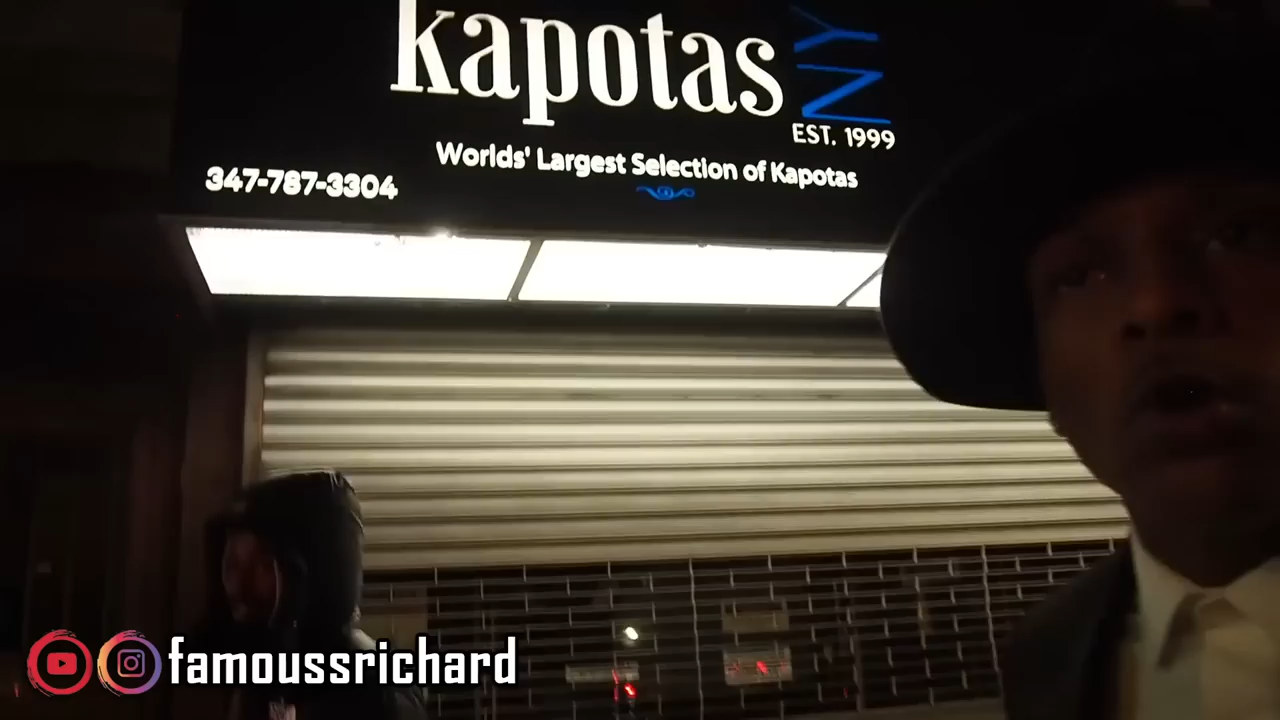 kapotas NY
EST. 1999
Worlds' Largest Selection of Kapotas
347-787-3304
famoussrichard